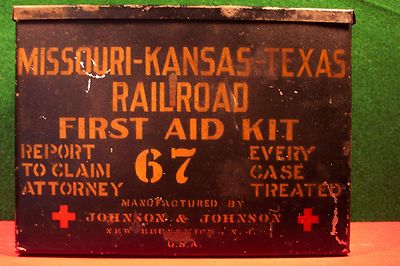 MISSOURI-KANSAS-TEXAS
RAILROAD
FIRST AID KIT
REPORT
TO CLAIM
ATTORNEY
67
EVERY
CASE
TREATED
MANUFACTURED BY
JOHNSON & JOHNSON
NEW BRUNSWICK, N. J.
U.S.A.